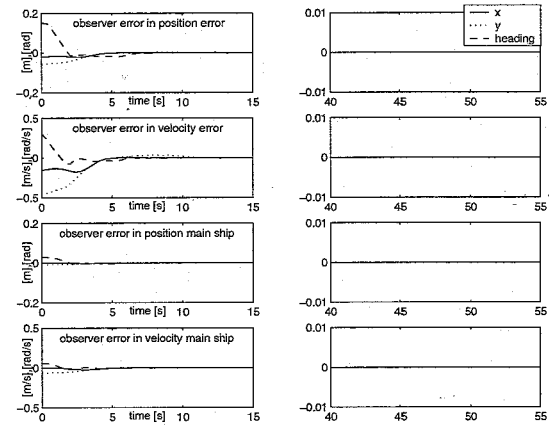 0.2
observer error in position error
[m],[rad]
0
−0.2
0 5 10 15
time [s]
0.01
x
y
heading
0
−0.01
40 45 50 55
0.5
observer error in velocity error
[m/s],[rad/s]
0
−0.5
0 5 10 15
time [s]
0.01
0
−0.01
40 45 50 55
0.2
observer error in position main ship
[m],[rad]
0
−0.2
0 5 10 15
time [s]
0.01
0
−0.01
40 45 50 55
0.5
observer error in velocity main ship
[m/s],[rad/s]
0
−0.5
0 5 10 15
time [s]
0.01
0
−0.01
40 45 50 55